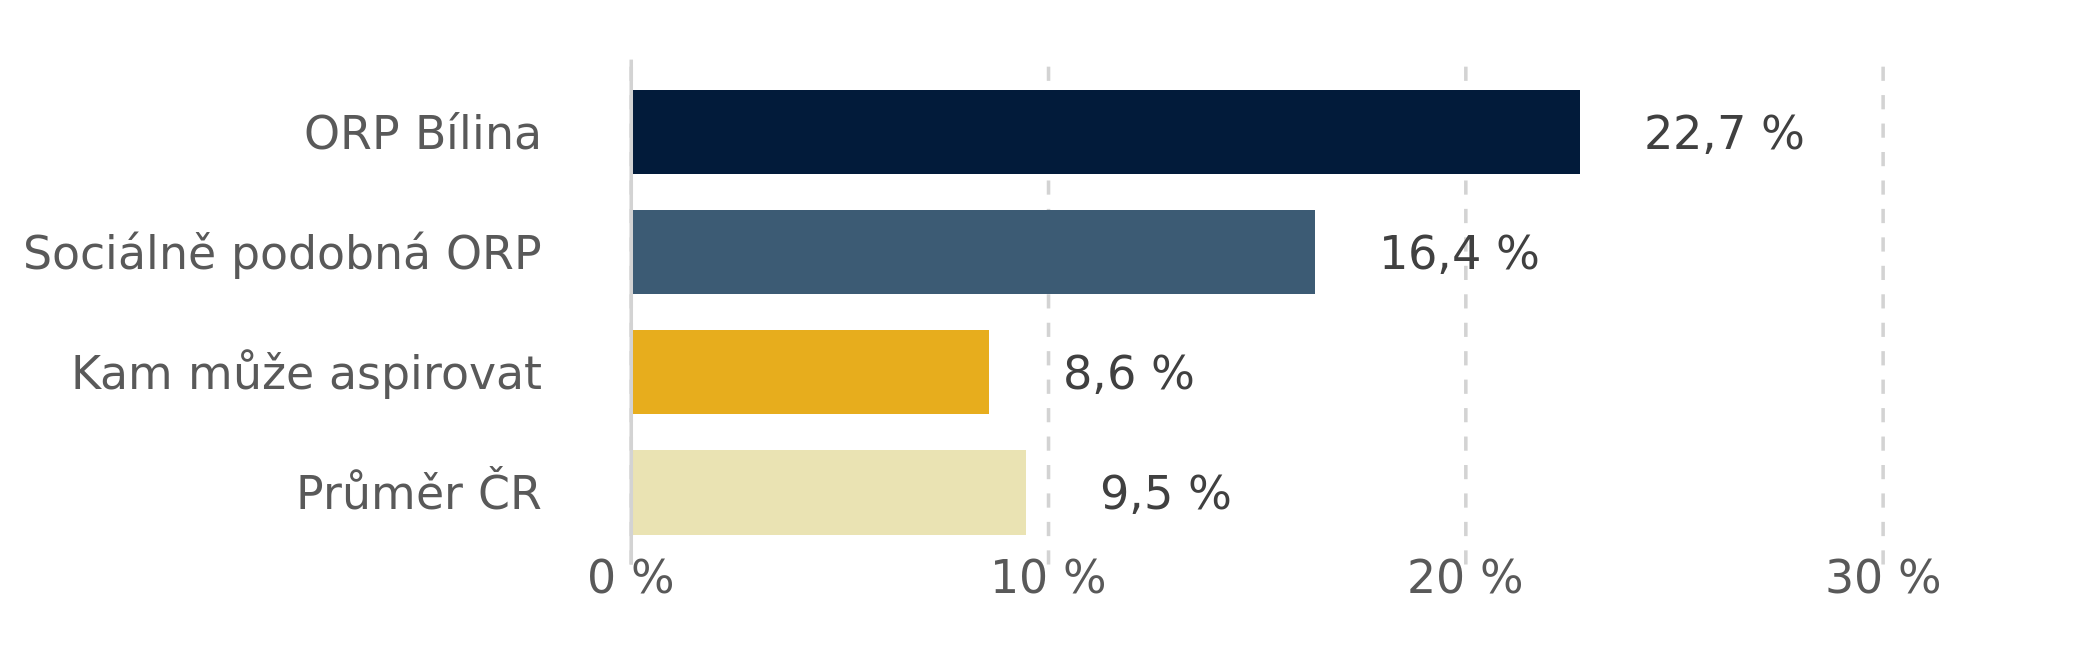 ORP Bílina 22,7 %
Sociálně podobná ORP 16,4 %
Kam může aspirovat 8,6 %
Průměr ČR 9,5 %
0 % 10 % 20 % 30 %